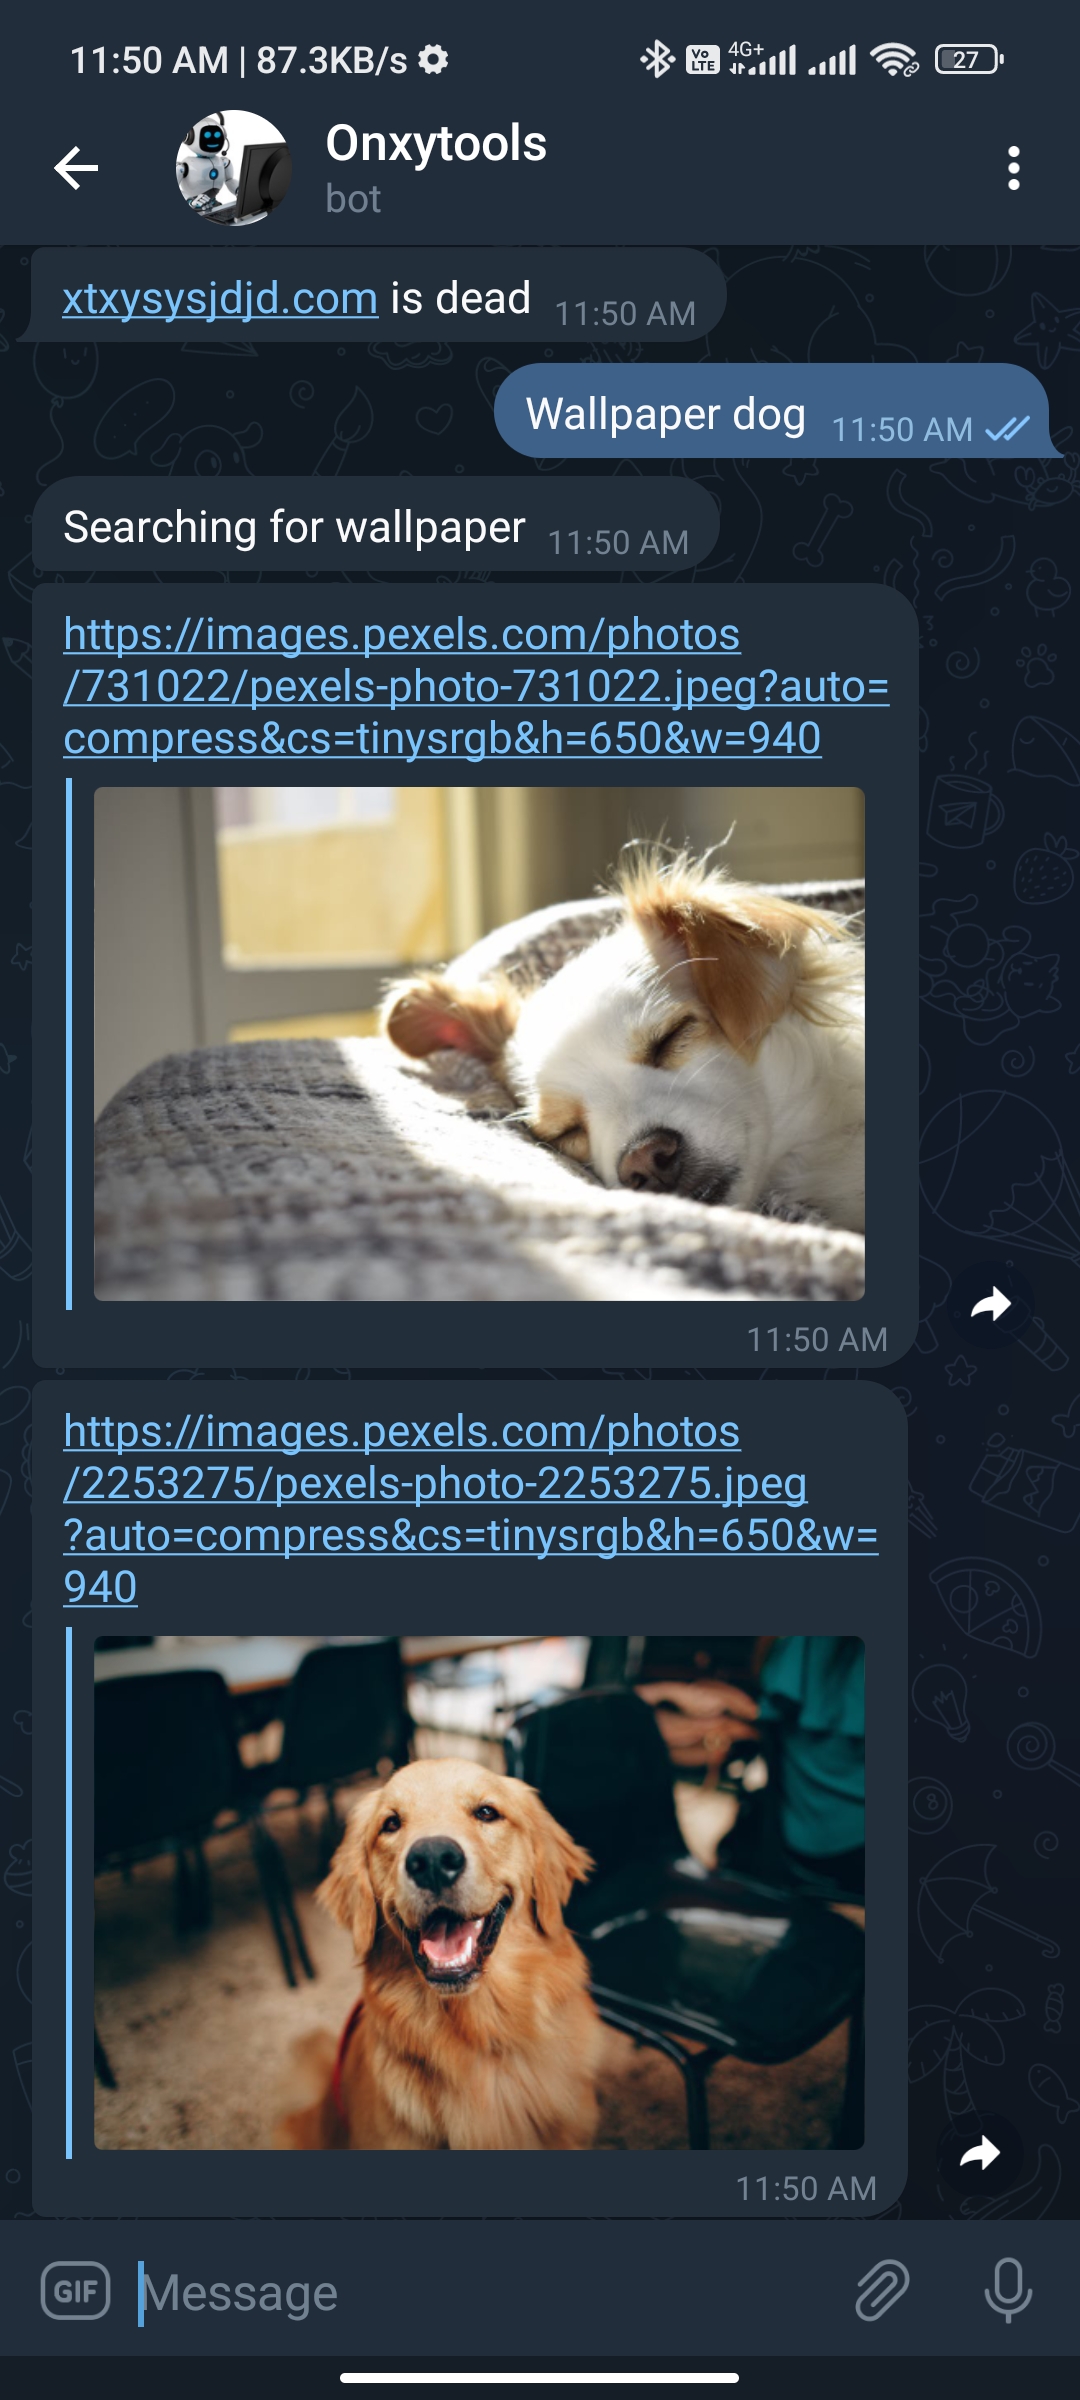 11:50 AM | 87.3KB/s
Vo LTE
4G+
27
Onxytools
bot
xtxysysjdjd.com is dead 11:50 AM
Wallpaper dog 11:50 AM
Searching for wallpaper 11:50 AM
https://images.pexels.com/photos
/731022/pexels-photo-731022.jpeg?auto=
compress&cs=tinysrgb&h=650&w=940
11:50 AM
https://images.pexels.com/photos
/2253275/pexels-photo-2253275.jpeg
?auto=compress&cs=tinysrgb&h=650&w=
940
11:50 AM
GIF Message